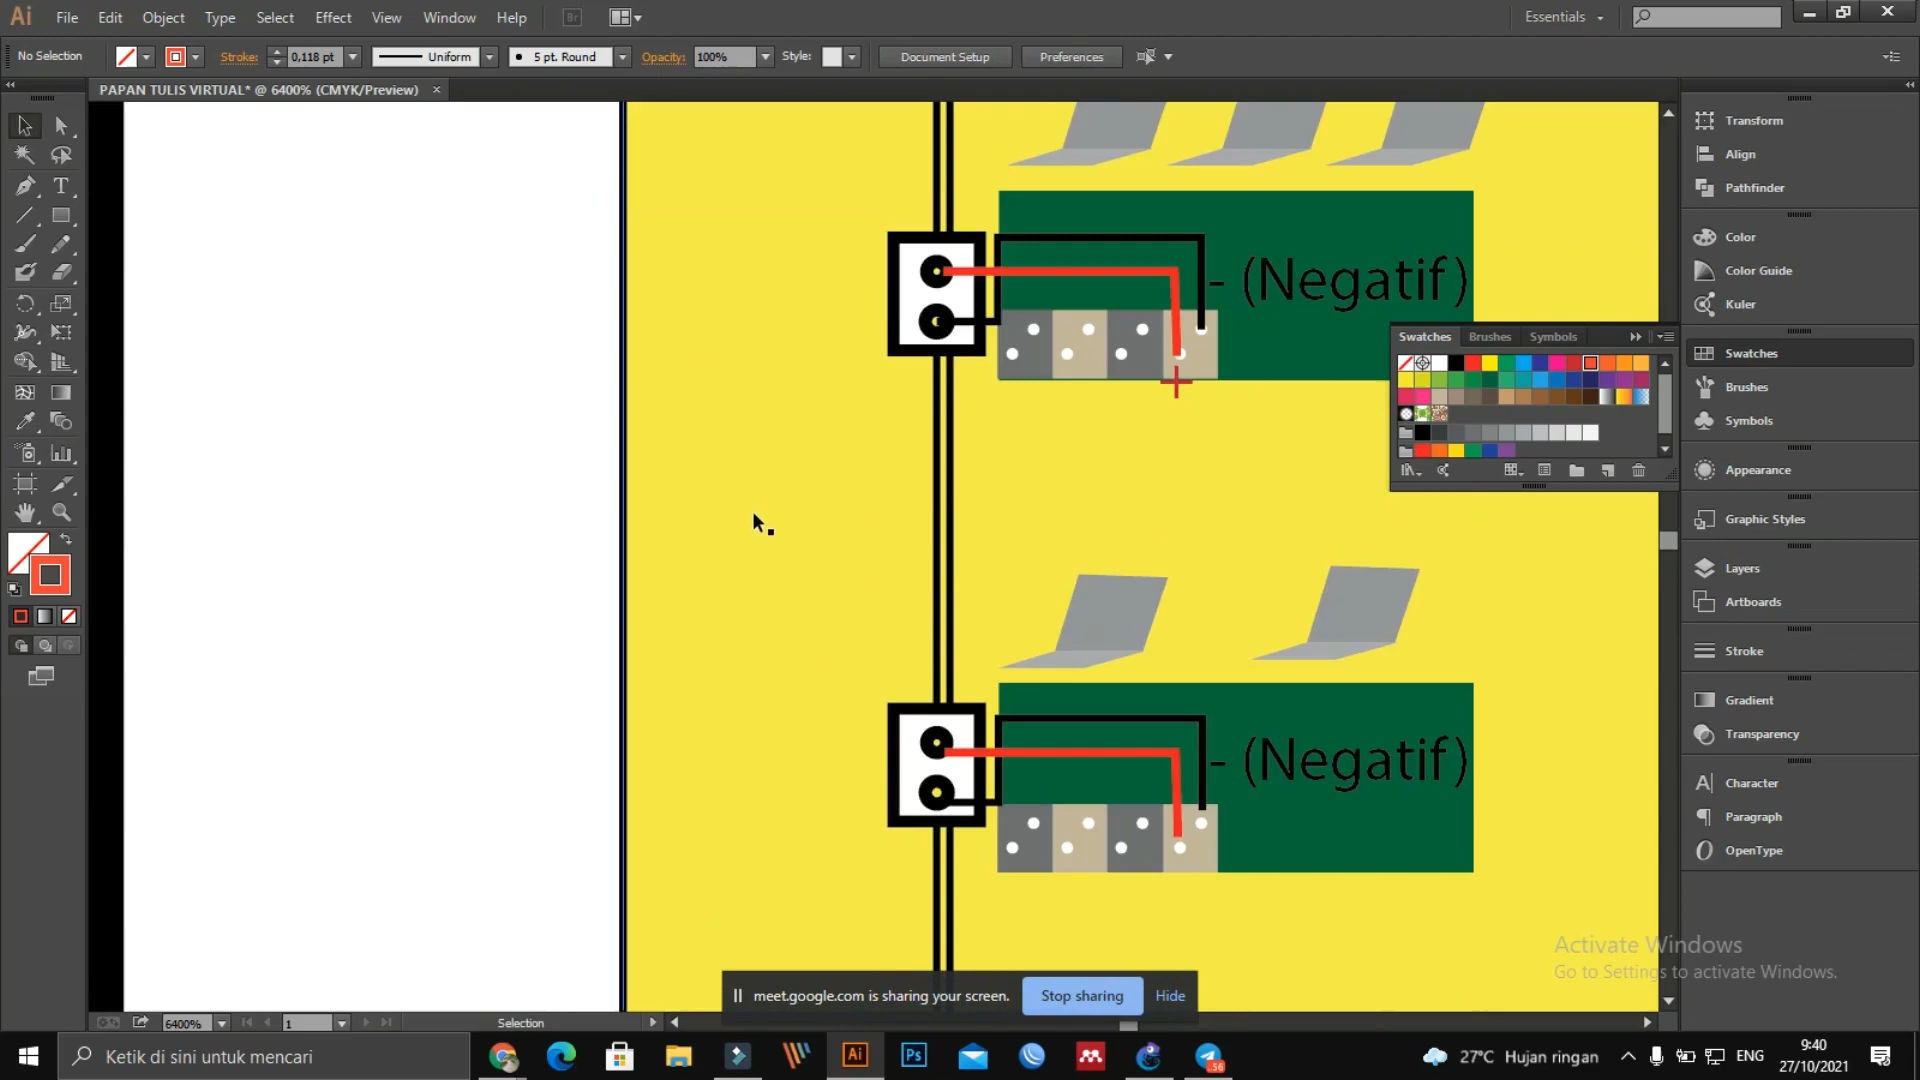 Ai File Edit Object Type Select Effect View Window Help Br Essentials
No Selection Stroke: 0,118 pt Uniform 5 pt. Round Opacity: 100% Style: Document Setup Preferences
PAPAN TULIS VIRTUAL* @ 6400% (CMYK/Preview)
Transform
Align
Pathfinder
Color
Color Guide
Kuler
Swatches
Brushes
Symbols
Appearance
Graphic Styles
Layers
Artboards
Stroke
Gradient
Transparency
Character
Paragraph
OpenType
- (Negatif)
Swatches Brushes Symbols
- (Negatif)
Activate Windows
Go to Settings to activate Windows.
meet.google.com is sharing your screen. Stop sharing Hide
6400% 1 Selection
Ketik di sini untuk mencari
Ai Ps 56
27°C Hujan ringan ENG 9:40
27/10/2021